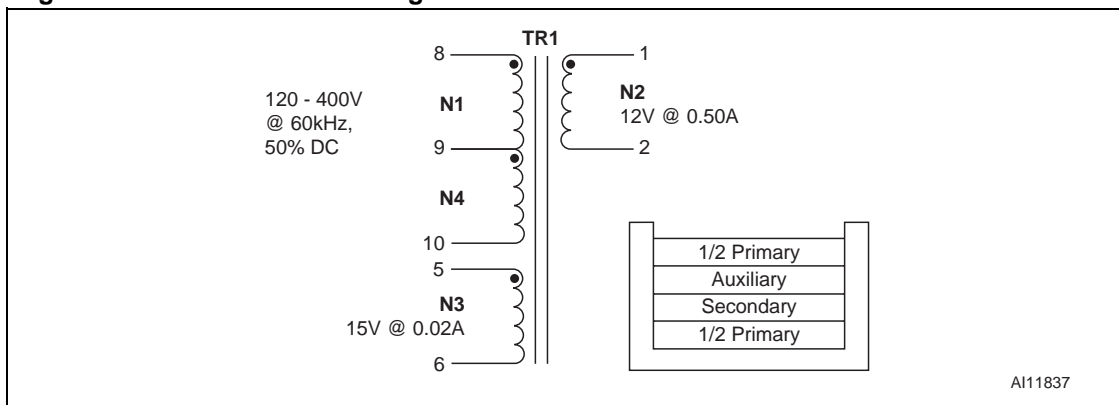 TR1
8
1
N1
N2
120 - 400V
@ 60kHz,
50% DC
12V @ 0.50A
9
2
N4
10
5
N3
15V @ 0.02A
6
1/2 Primary
Auxiliary
Secondary
1/2 Primary
AI11837